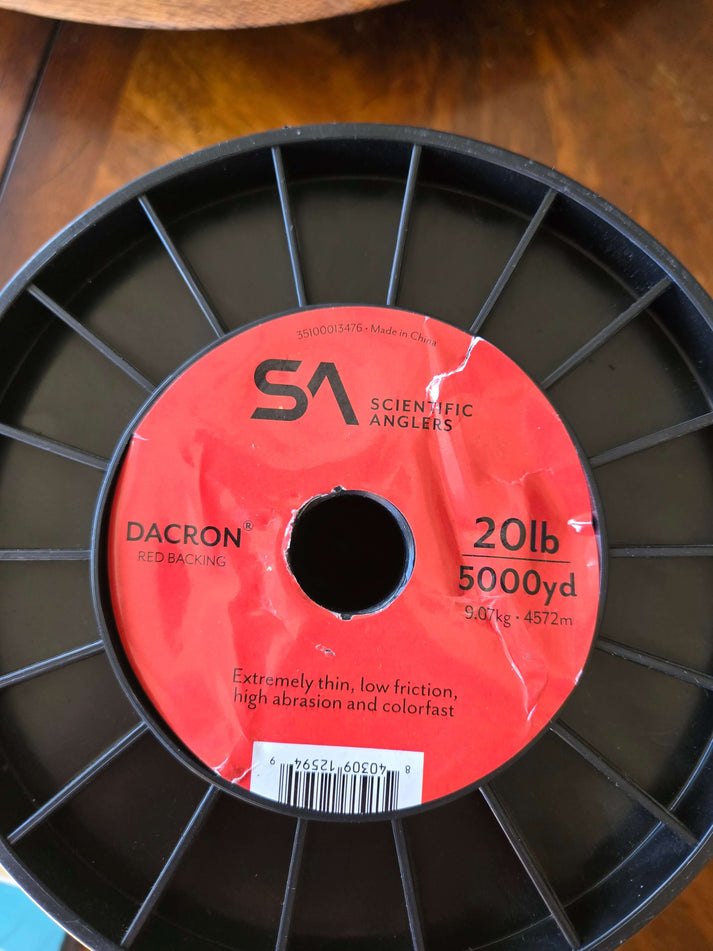 35100013476 • Made in China
SA
SCIENTIFIC
ANGLERS
DACRON®
RED BACKING
20lb
5000yd
9.07kg • 4572m
Extremely thin, low friction,
high abrasion and colorfast
8 40309 12594 9